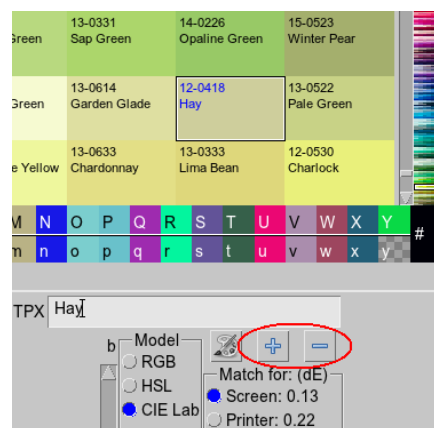 13-0331 14-0226 15-0523
Green Sap Green Opaline Green Winter Pear
13-0614 12-0418 13-0522
Green Garden Glade Hay Pale Green
13-0633 13-0333 12-0530
e Yellow Chardonnay Lima Bean Charlock
M N O P Q R S T U V W X Y #
m n o p q r s t u v w x y
TPX Hay
b Model
RGB Match for: (dE)
HSL Screen: 0.13
CIE Lab Printer: 0.22